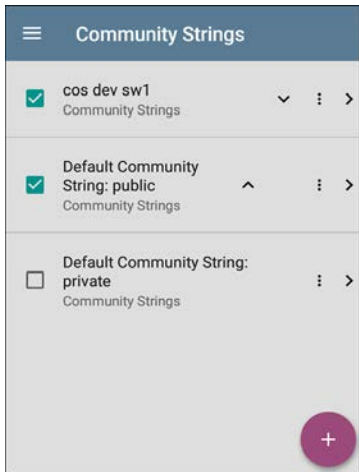 Community Strings
cos dev sw1
Community Strings
Default Community
String: public
Community Strings
Default Community String:
private
Community Strings